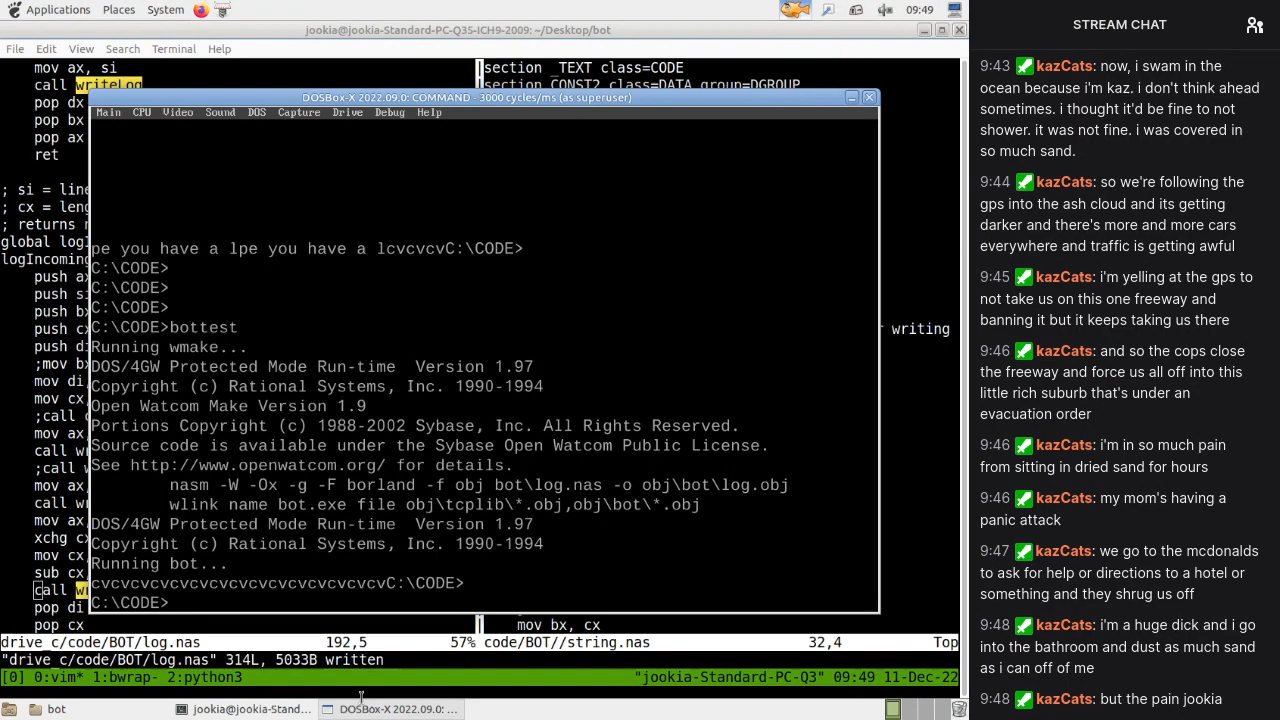 Applications Places System 09:49
jookia@jookia-Standard-PC-Q35-ICH9-2009: ~/Desktop/bot
File Edit View Search Terminal Help
mov ax, si
call writeLog
pop dx
pop bx
pop ax
ret
; si = line
; cx = leng
; returns n
global log
logIncoming
push ax
push si
push bx
push cx
push di
;mov bx
mov di
mov cx
;call
mov ax
call wr
;call w
mov ax,
call wr
mov ax
xchg cx
mov cx
sub cx
call wr
pop di
pop cx
section _TEXT class=CODE
section CONST2 class=DATA group=DGROUP
r writing
mov bx, cx
DOSBox-X 2022.09.0: COMMAND - 3000 cycles/ms (as superuser)
Main CPU Video Sound DOS Capture Drive Debug Help
pe you have a lpe you have a lcvcvcvC:\CODE>
C:\CODE>
C:\CODE>
C:\CODE>
C:\CODE>bottest
Running wmake...
DOS/4GW Protected Mode Run-time Version 1.97
Copyright (c) Rational Systems, Inc. 1990-1994
Open Watcom Make Version 1.9
Portions Copyright (c) 1988-2002 Sybase, Inc. All Rights Reserved.
Source code is available under the Sybase Open Watcom Public License.
See http://www.openwatcom.org/ for details.
nasm -W -Ox -g -F borland -f obj bot\log.nas -o obj\bot\log.obj
wlink name bot.exe file obj\tcplib\*.obj,obj\bot\*.obj
DOS/4GW Protected Mode Run-time Version 1.97
Copyright (c) Rational Systems, Inc. 1990-1994
Running bot...
cvcvcvcvcvcvcvcvcvcvcvcvcvcvcvC:\CODE>
C:\CODE>
drive_c/code/BOT/log.nas 192,5 57% code/BOT//string.nas 32,4 Top
"drive_c/code/BOT/log.nas" 314L, 5033B written
[0] 0:vim* 1:bwrap- 2:python3 "jookia-Standard-PC-Q3" 09:49 11-Dec-22
bot jookia@jookia-Stand... DOSBox-X 2022.09.0: ...
STREAM CHAT
9:43 kazCats: now, i swam in the
ocean because i'm kaz. i don't think ahead
sometimes. i thought it'd be fine to not
shower. it was not fine. i was covered in
so much sand.
9:44 kazCats: so we're following the
gps into the ash cloud and its getting
darker and there's more and more cars
everywhere and traffic is getting awful
9:45 kazCats: i'm yelling at the gps to
not take us on this one freeway and
banning it but it keeps taking us there
9:46 kazCats: and so the cops close
the freeway and force us all off into this
little rich suburb that's under an
evacuation order
9:46 kazCats: i'm in so much pain
from sitting in dried sand for hours
9:46 kazCats: my mom's having a
panic attack
9:47 kazCats: we go to the mcdonalds
to ask for help or directions to a hotel or
something and they shrug us off
9:48 kazCats: i'm a huge dick and i go
into the bathroom and dust as much sand
as i can off of me
9:48 kazCats: but the pain jookia